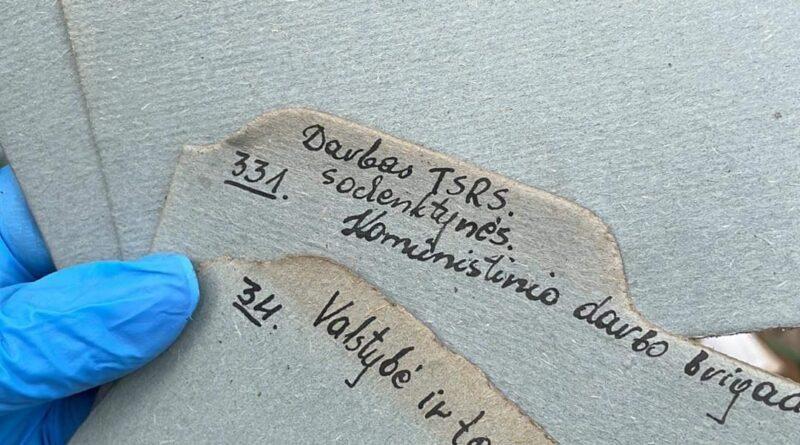 Darbas TSRS.
331. soclenktynės.
Komunistinio darbo brigad
34. Valstybė ir te